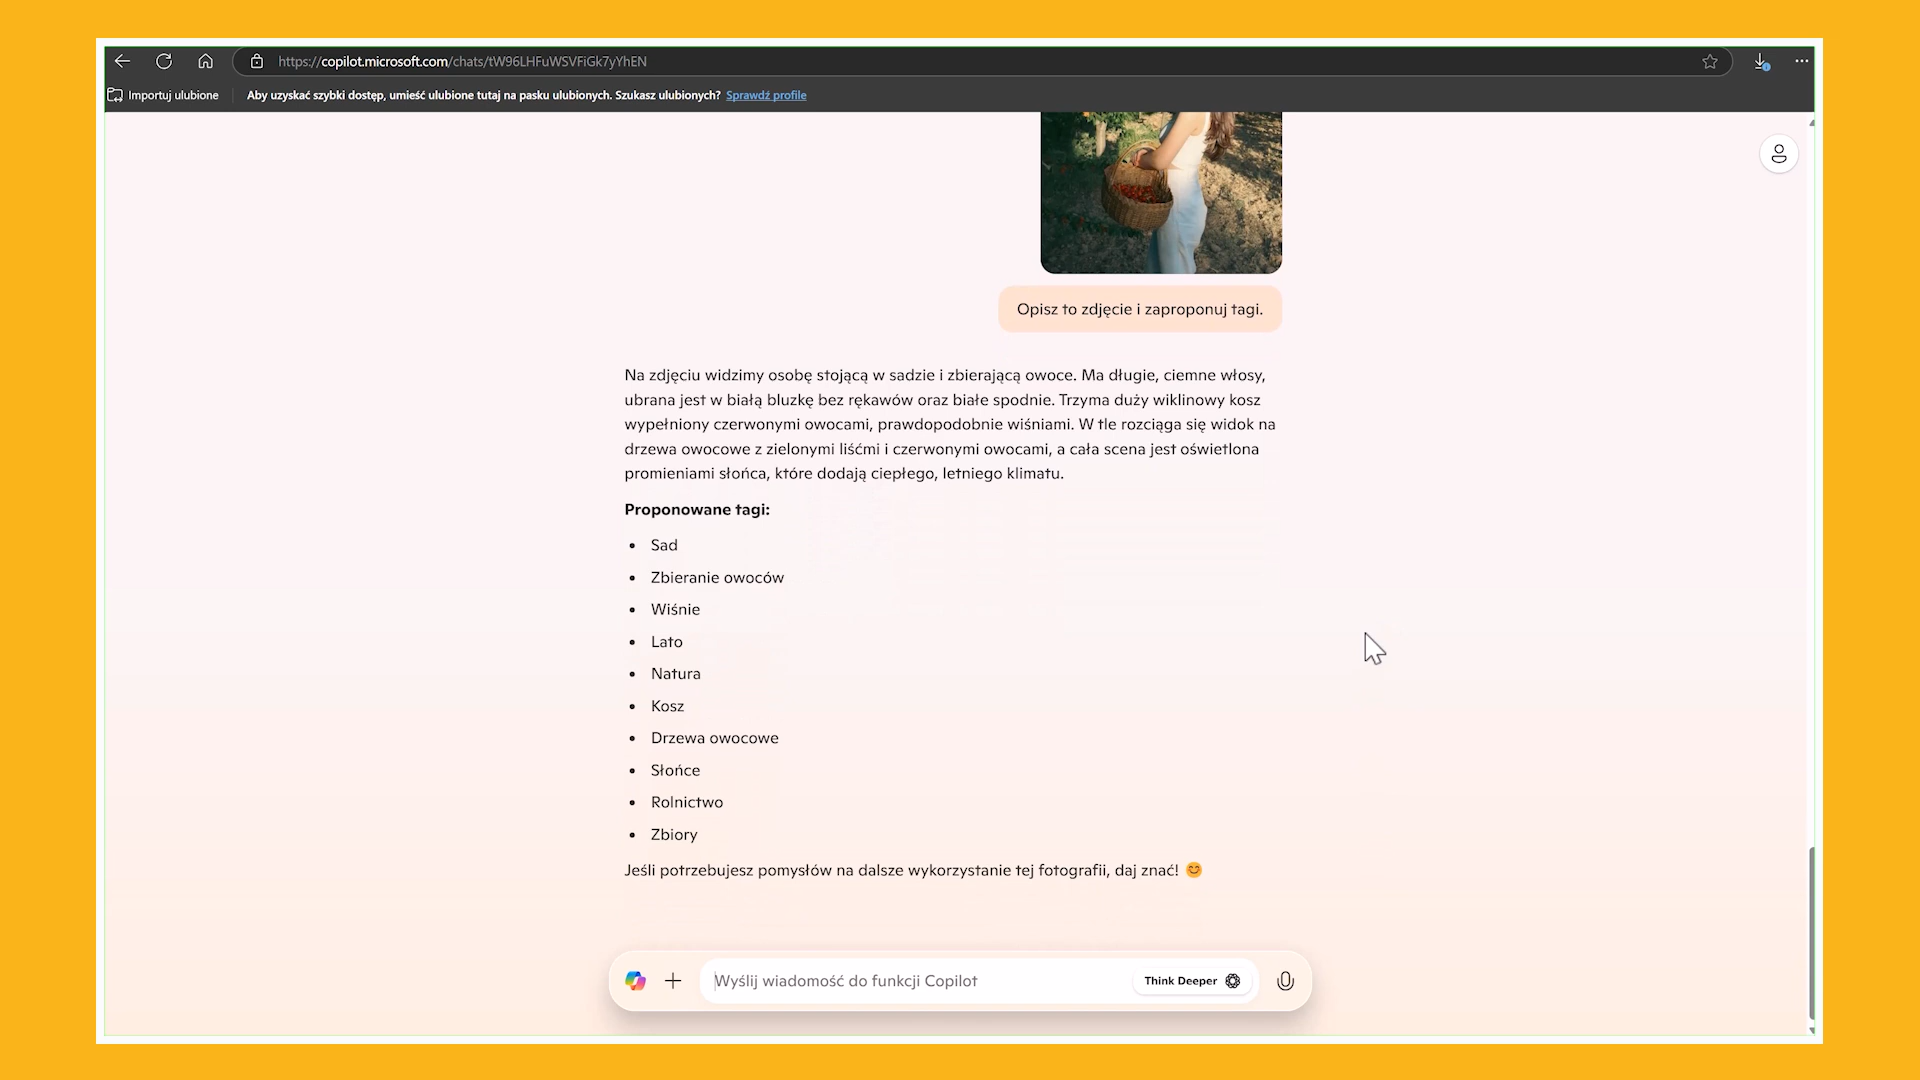 https://copilot.microsoft.com/chats/tW96LHFuWSVFiGk7yYhEN
Importuj ulubione
Aby uzyskać szybki dostęp, umieść ulubione tutaj na pasku ulubionych. Szukasz ulubionych? Sprawdź profile
Opisz to zdjęcie i zaproponuj tagi.
Na zdjęciu widzimy osobę stojącą w sadzie i zbierającą owoce. Ma długie, ciemne włosy,
ubrana jest w białą bluzkę bez rękawów oraz białe spodnie. Trzyma duży wiklinowy kosz
wypełniony czerwonymi owocami, prawdopodobnie wiśniami. W tle rozciąga się widok na
drzewa owocowe z zielonymi liśćmi i czerwonymi owocami, a cała scena jest oświetlona
promieniami słońca, które dodają ciepłego, letniego klimatu.
Proponowane tagi:
• Sad
• Zbieranie owoców
• Wiśnie
• Lato
• Natura
• Kosz
• Drzewa owocowe
• Słońce
• Rolnictwo
• Zbiory
Jeśli potrzebujesz pomysłów na dalsze wykorzystanie tej fotografii, daj znać! 😊
Wyślij wiadomość do funkcji Copilot
Think Deeper